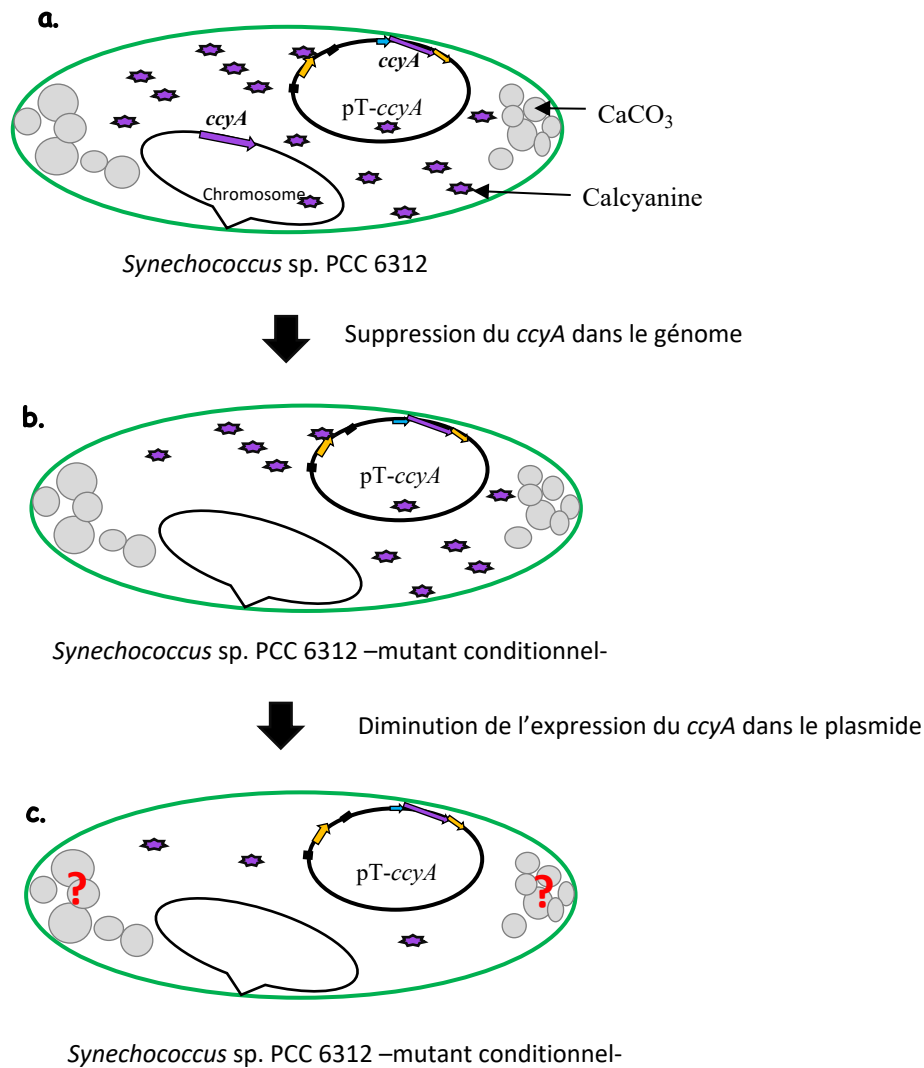 a.
ccyA
pT-ccyA
CaCO₃
ccyA
Chromosome
Calcyanine
Synechococcus sp. PCC 6312
Suppression du ccyA dans le génome
b.
pT-ccyA
Synechococcus sp. PCC 6312 –mutant conditionnel-
Diminution de l’expression du ccyA dans le plasmide
c.
pT-ccyA
?
?
Synechococcus sp. PCC 6312 –mutant conditionnel-